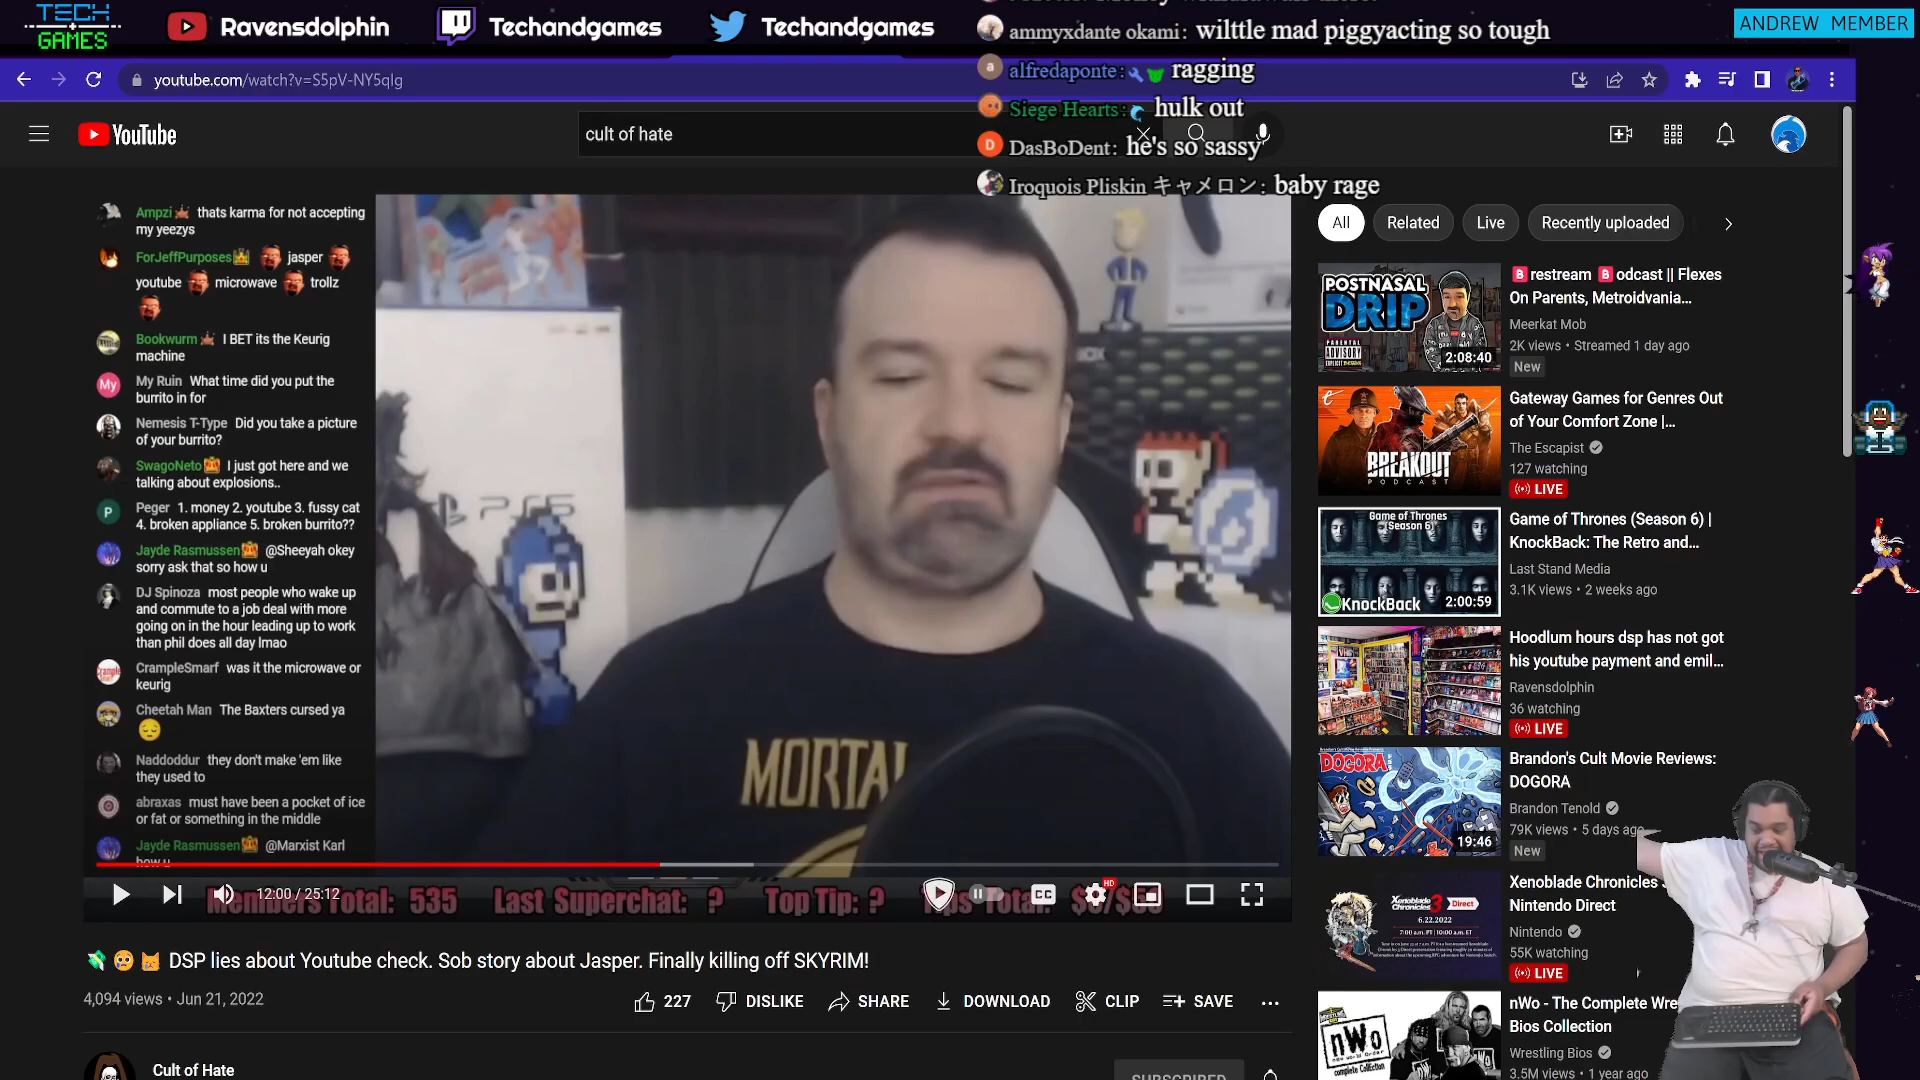 TECH
GAMES
Ravensdolphin
Techandgames
Techandgames
ANDREW MEMBER
ammyxdante okami: wilttle mad piggyacting so tough
alfredaponte: ragging
Siege Hearts: hulk out
DasBoDent: he's so sassy
Iroquois Pliskin キャメロン: baby rage
youtube.com/watch?v=S5pV-NY5qIg
YouTube
cult of hate
Ampzi thats karma for not accepting
my yeezys
ForJeffPurposes jasper
youtube microwave trollz
Bookwurm I BET its the Keurig
machine
My Ruin What time did you put the
burrito in for
Nemesis T-Type Did you take a picture
of your burrito?
SwagoNeto I just got here and we
talking about explosions..
Peger 1. money 2. youtube 3. fussy cat
4. broken appliance 5. broken burrito??
Jayde Rasmussen @Sheeyah okey
sorry ask that so how u
DJ Spinoza most people who wake up
and commute to a job deal with more
going on in the hour leading up to work
than phil does all day lmao
CrampleSmarf was it the microwave or
keurig
Cheetah Man The Baxters cursed ya
Naddoddur they don't make 'em like
they used to
abraxas must have been a pocket of ice
or fat or something in the middle
Jayde Rasmussen @Marxist Karl
how u
PS5
MORTAL
12:00 / 25:12
Members Total: 535 Last Superchat: ? Top Tip: ?
CC
HD
DSP lies about Youtube check. Sob story about Jasper. Finally killing off SKYRIM!
4,094 views • Jun 21, 2022
227
DISLIKE
SHARE
DOWNLOAD
CLIP
SAVE
Cult of Hate
SUBSCRIBED
All
Related
Live
Recently uploaded
POSTNASAL
DRIP
PARENTAL
ADVISORY
2:08:40
restream odcast || Flexes
On Parents, Metroidvania...
Meerkat Mob
2K views • Streamed 1 day ago
New
BREAKOUT
PODCAST
Gateway Games for Genres Out
of Your Comfort Zone |...
The Escapist
127 watching
LIVE
Game of Thrones
Season 6
KnockBack
2:00:59
Game of Thrones (Season 6) |
KnockBack: The Retro and...
Last Stand Media
3.1K views • 2 weeks ago
Hoodlum hours dsp has not got
his youtube payment and emil...
Ravensdolphin
36 watching
LIVE
DOGORA
19:46
Brandon's Cult Movie Reviews:
DOGORA
Brandon Tenold
79K views • 5 days ago
New
Xenoblade Chronicles
3
Direct
6.22.2022
Xenoblade Chronicles
Nintendo Direct
Nintendo
55K watching
LIVE
nWo
nWo - The Complete Wre
Bios Collection
Wrestling Bios
3.5M views • 1 year ago